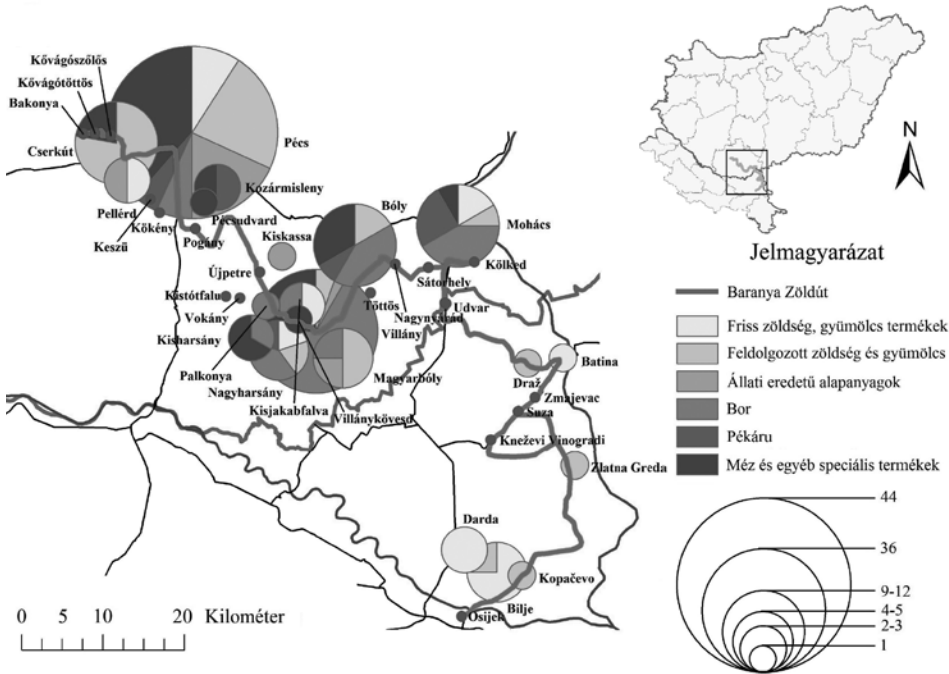 Kővágószőlős
Kővágótöttös
Bakonya
Cserkút
Pécs
Kozármisleny
Pellérd
Pécsudvard
Keszü
Kökény
Pogány
Kiskassa
Bóly
Mohács
Kölked
Sátorhely
Nagynyárád
Töttös
Udvar
Újpetre
Kistótfalu
Vokány
Kisharsány
Villány
Palkonya
Magyarbóly
Nagyharsány
Kisjakabfalva
Villánykövesd
Batina
Draž
Zmajevac
Suza
Kneževi Vinogradi
Zlatna Greda
Darda
Kopačevo
Bilje
Osijek
0 5 10 20 Kilométer
N
Jelmagyarázat
Baranya Zöldút
Friss zöldség, gyümölcs termékek
Feldolgozott zöldség és gyümölcs
Állati eredetű alapanyagok
Bor
Pékáru
Méz és egyéb speciális termékek
44
36
9-12
4-5
2-3
1